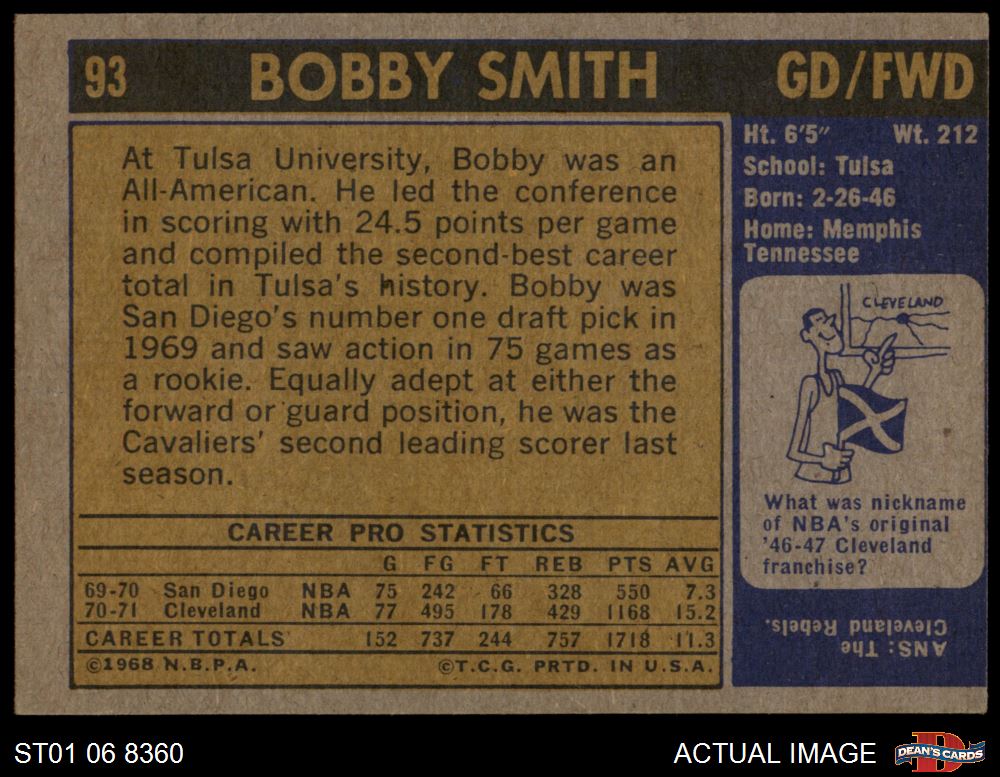 93 BOBBY SMITH GD/FWD
At Tulsa University, Bobby was an
All-American. He led the conference
in scoring with 24.5 points per game
and compiled the second-best career
total in Tulsa's history. Bobby was
San Diego's number one draft pick in
1969 and saw action in 75 games as
a rookie. Equally adept at either the
forward or guard position, he was the
Cavaliers' second leading scorer last
season.
CAREER PRO STATISTICS
G FG FT REB PTS AVG
69-70 San Diego NBA 75 242 66 328 550 7.3
70-71 Cleveland NBA 77 495 178 429 1168 15.2
CAREER TOTALS 152 737 244 757 1718 11.3
©1968 N.B.P.A. ©T.C.G. PRTD. IN U.S.A.
Ht. 6'5" Wt. 212
School: Tulsa
Born: 2-26-46
Home: Memphis
Tennessee
CLEVELAND
What was nickname
of NBA's original
'46-47 Cleveland
franchise?
ANS: The
Cleveland Rebels.
ST01 06 8360 ACTUAL IMAGE
D
DEAN'S CARDS